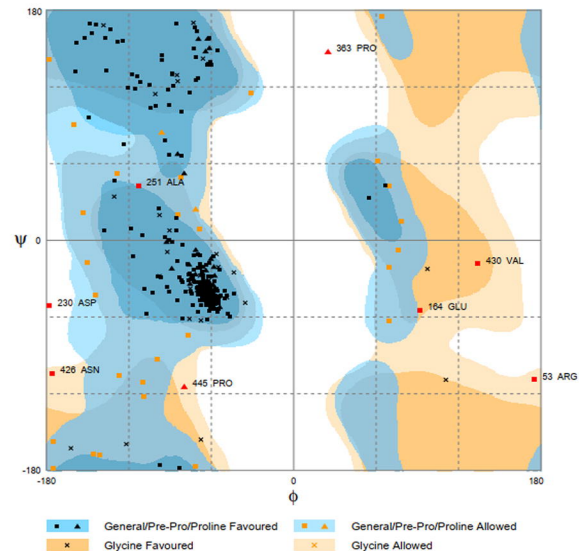 180
363 PRO
251 ALA
Ψ
0
430 VAL
230 ASP
164 GLU
426 ASN
445 PRO
53 ARG
-180
-180
0
180
ϕ
General/Pre-Pro/Proline Favoured
General/Pre-Pro/Proline Allowed
Glycine Favoured
Glycine Allowed